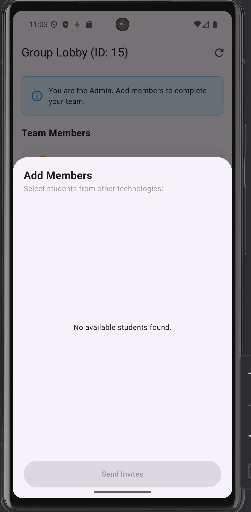 11:03
Group Lobby (ID: 15)
You are the Admin. Add members to complete
your team.
Team Members
Add Members
Select students from other technologies:
No available students found.
Send Invites